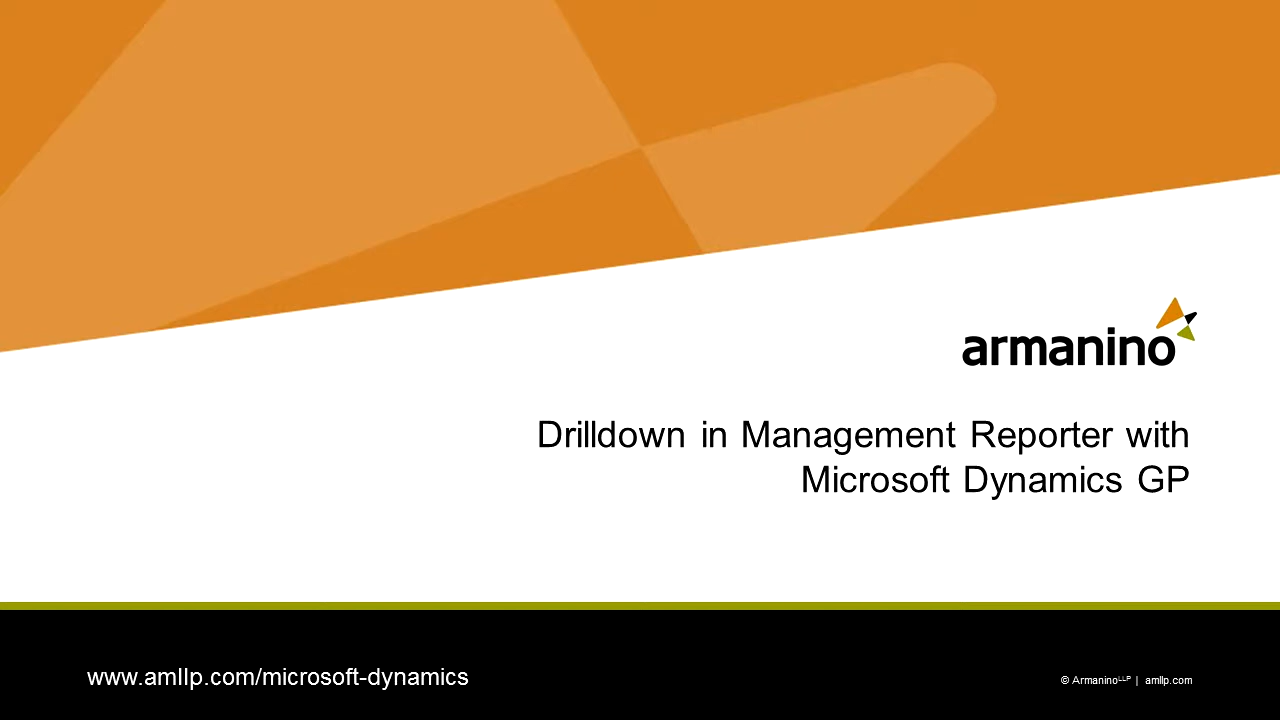 armanino
Drilldown in Management Reporter with
Microsoft Dynamics GP
www.amllp.com/microsoft-dynamics
© Armaninoᴸᴸᴾ | amllp.com